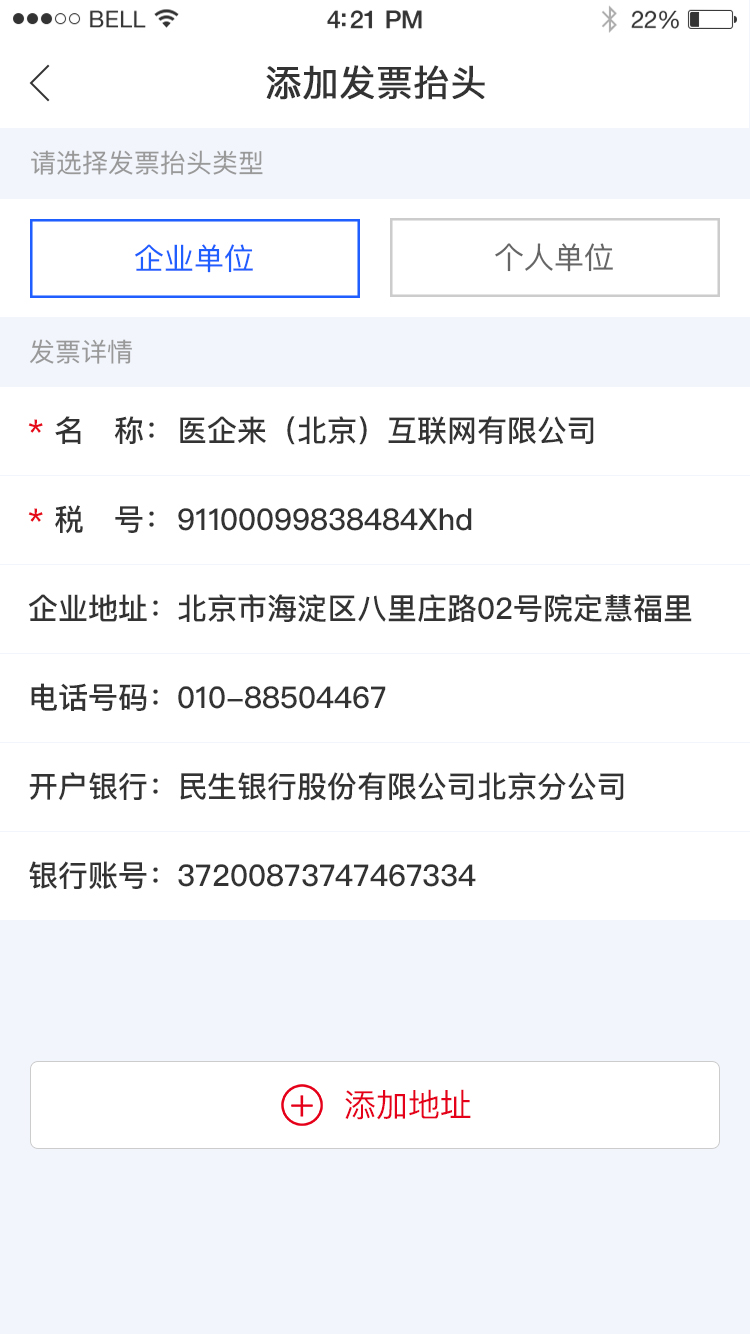 BELL 4:21 PM 22%
添加发票抬头
请选择发票抬头类型
企业单位 个人单位
发票详情
* 名 称: 医企来（北京）互联网有限公司
* 税 号: 91100099838484Xhd
企业地址: 北京市海淀区八里庄路02号院定慧福里
电话号码: 010-88504467
开户银行: 民生银行股份有限公司北京分公司
银行账号: 37200873747467334
添加地址